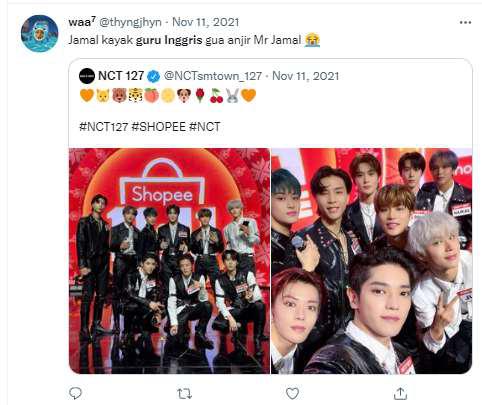 waa⁷ @thyngjhyn · Nov 11, 2021
Jamal kayak guru Inggris gua anjir Mr Jamal 😭
NCT 127 @NCTsmtown_127 · Nov 11, 2021
🧡🐱🐻🐯🍑🌝🐶🌹🍒🐰🧡
#NCT127 #SHOPEE #NCT
Shopee